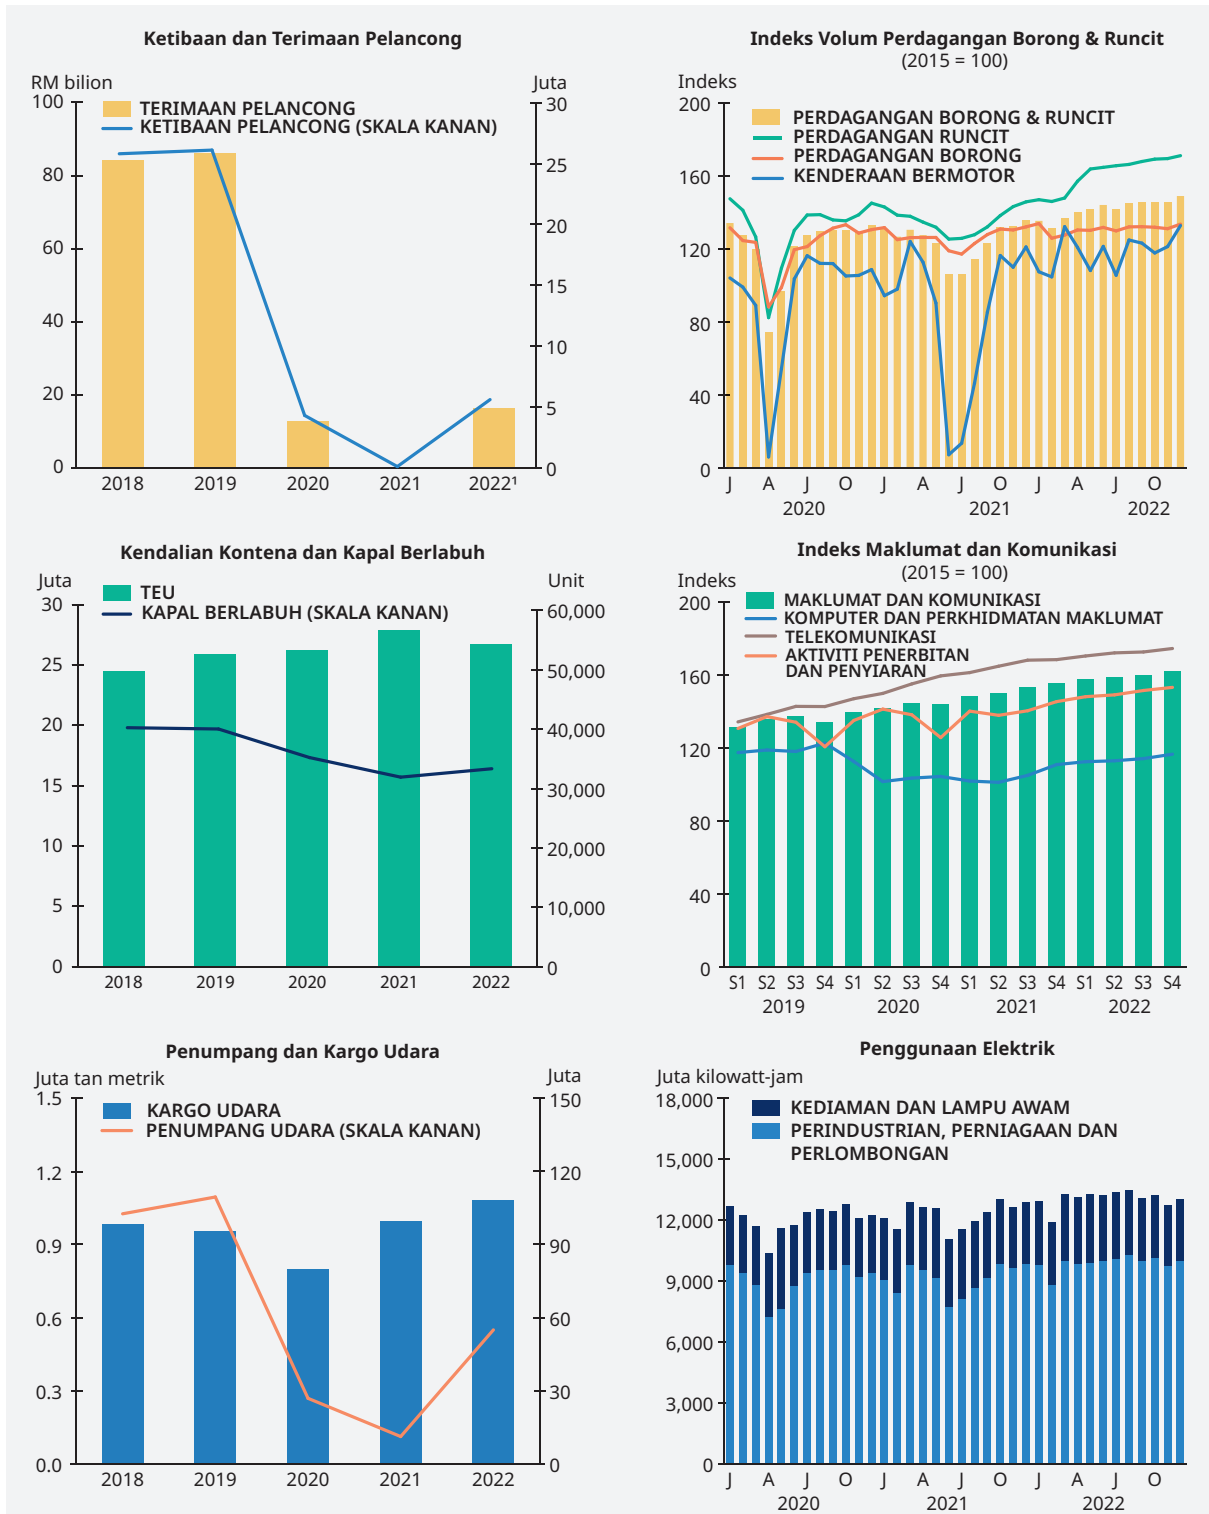 Ketibaan dan Terimaan Pelancong
RM bilion
Juta
TERIMAAN PELANCONG
KETIBAAN PELANCONG (SKALA KANAN)
100
80
60
40
20
0
30
25
20
15
10
5
0
2018 2019 2020 2021 2022¹
Indeks Volum Perdagangan Borong & Runcit
(2015 = 100)
Indeks
PERDAGANGAN BORONG & RUNCIT
PERDAGANGAN RUNCIT
PERDAGANGAN BORONG
KENDERAAN BERMOTOR
200
160
120
80
40
0
J A J O J A J O J A J O
2020 2021 2022
Kendalian Kontena dan Kapal Berlabuh
Juta
Unit
TEU
KAPAL BERLABUH (SKALA KANAN)
30
25
20
15
10
5
0
60,000
50,000
40,000
30,000
20,000
10,000
0
2018 2019 2020 2021 2022
Indeks Maklumat dan Komunikasi
(2015 = 100)
Indeks
MAKLUMAT DAN KOMUNIKASI
KOMPUTER DAN PERKHIDMATAN MAKLUMAT
TELEKOMUNIKASI
AKTIVITI PENERBITAN
DAN PENYIARAN
200
160
120
80
40
0
S1 S2 S3 S4 S1 S2 S3 S4 S1 S2 S3 S4 S1 S2 S3 S4
2019 2020 2021 2022
Penumpang dan Kargo Udara
Juta tan metrik
Juta
KARGO UDARA
PENUMPANG UDARA (SKALA KANAN)
1.5
1.2
0.9
0.6
0.3
0.0
150
120
90
60
30
0
2018 2019 2020 2021 2022
Penggunaan Elektrik
Juta kilowatt-jam
KEDIAMAN DAN LAMPU AWAM
PERINDUSTRIAN, PERNIAGAAN DAN
PERLOMBONGAN
18,000
15,000
12,000
9,000
6,000
3,000
0
J A J O J A J O J A J O
2020 2021 2022